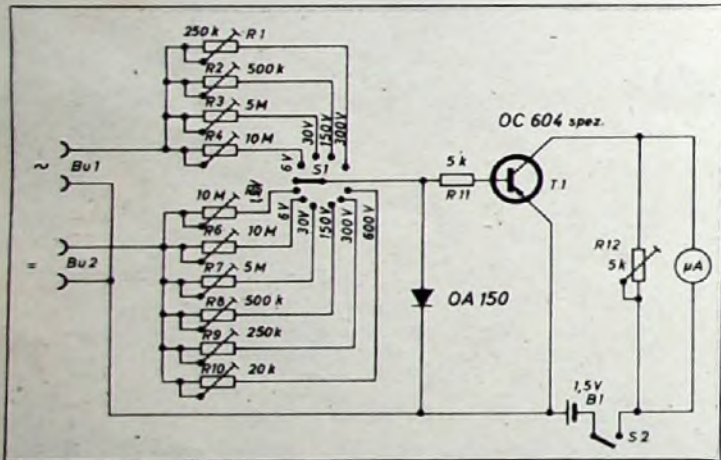 250k R1
R2 500k
R3 5M
R4 10M
6V 30V 150V 300V
S1
OC 604 spez.
~ Bu1
5k
R11
T1
10M
6V 30V 150V 300V 600V
R6 10M
= Bu2
R7 5M
R8 500k
R9 250k
R10 20k
OA 150
R12
5k
µA
1,5V
B1
S2